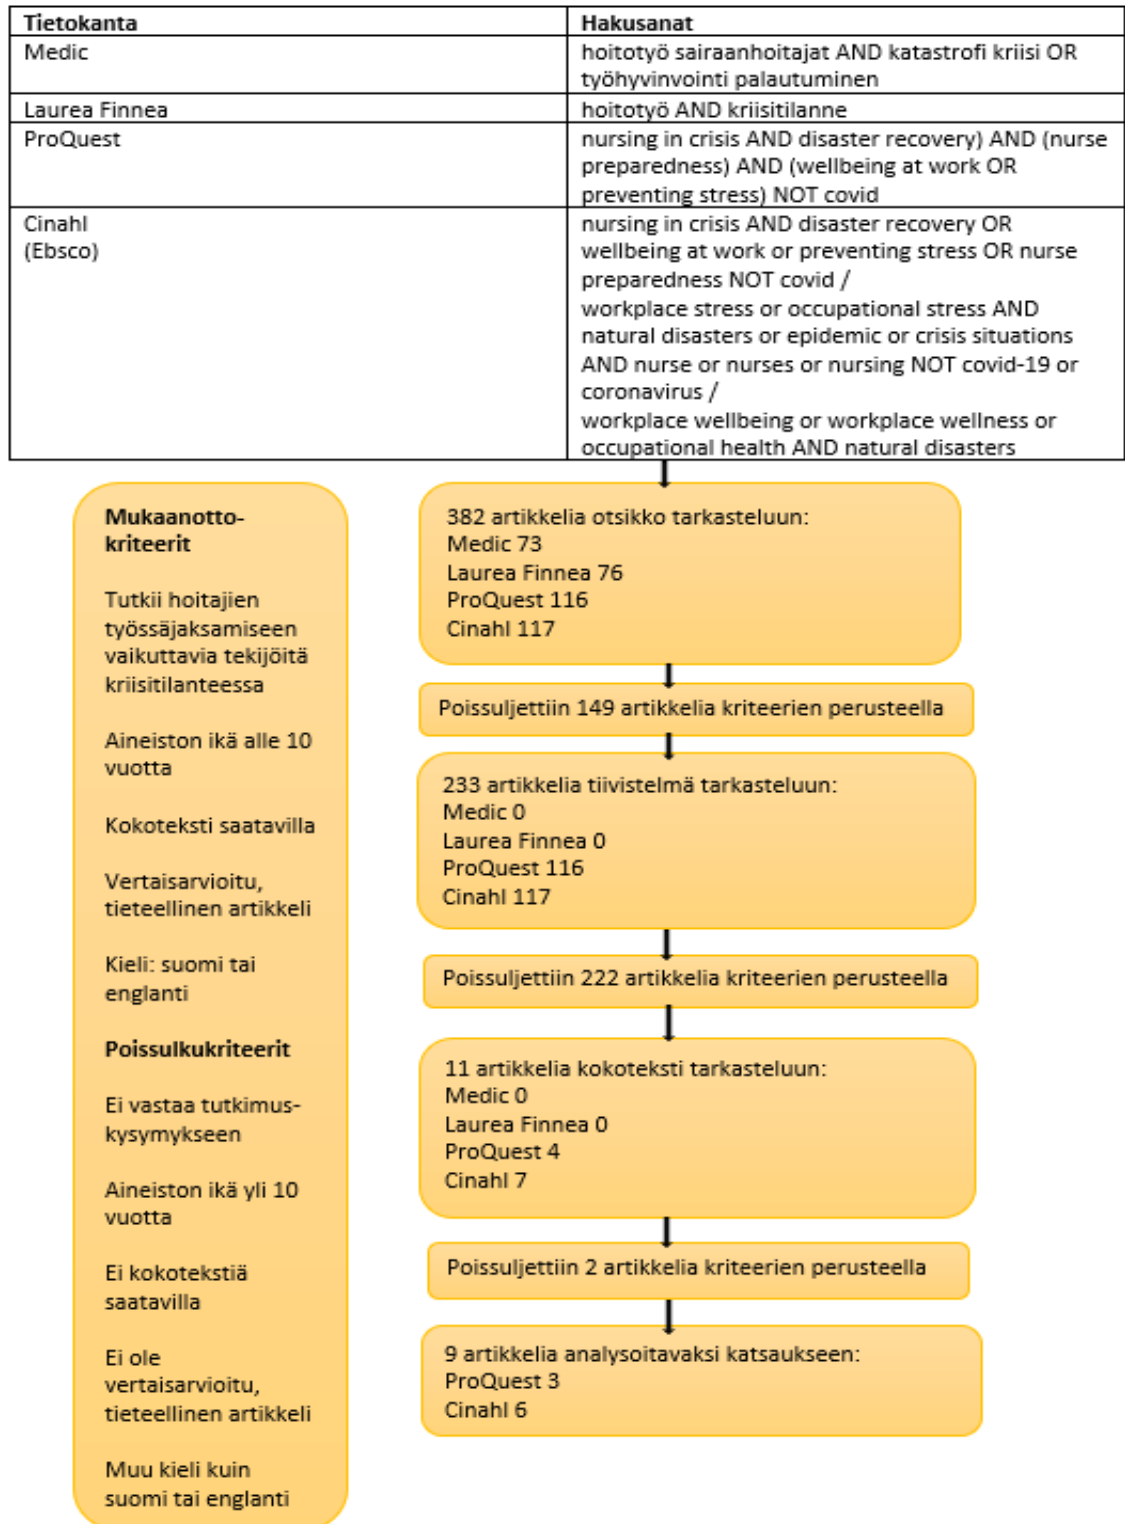 Tietokanta
Hakusanat
Medic
hoitotyö sairaanhoitajat AND katastrofi kriisi OR
työhyvinvointi palautuminen
Laurea Finnea
hoitotyö AND kriisitilanne
ProQuest
nursing in crisis AND disaster recovery) AND (nurse
preparedness) AND (wellbeing at work OR
preventing stress) NOT covid
Cinahl
(Ebsco)
nursing in crisis AND disaster recovery OR
wellbeing at work or preventing stress OR nurse
preparedness NOT covid /
workplace stress or occupational stress AND
natural disasters or epidemic or crisis situations
AND nurse or nurses or nursing NOT covid-19 or
coronavirus /
workplace wellbeing or workplace wellness or
occupational health AND natural disasters
Mukaanotto-
kriteerit
Tutkii hoitajien
työssäjaksamiseen
vaikuttavia tekijöitä
kriisitilanteessa
Aineiston ikä alle 10
vuotta
Kokoteksti saatavilla
Vertaisarvioitu,
tieteellinen artikkeli
Kieli: suomi tai
englanti
Poissulkukriteerit
Ei vastaa tutkimus-
kysymykseen
Aineiston ikä yli 10
vuotta
Ei kokotekstiä
saatavilla
Ei ole
vertaisarvioitu,
tieteellinen artikkeli
Muu kieli kuin
suomi tai englanti
382 artikkelia otsikko tarkasteluun:
Medic 73
Laurea Finnea 76
ProQuest 116
Cinahl 117
Poissuljettiin 149 artikkelia kriteerien perusteella
233 artikkelia tiivistelmä tarkasteluun:
Medic 0
Laurea Finnea 0
ProQuest 116
Cinahl 117
Poissuljettiin 222 artikkelia kriteerien perusteella
11 artikkelia kokoteksti tarkasteluun:
Medic 0
Laurea Finnea 0
ProQuest 4
Cinahl 7
Poissuljettiin 2 artikkelia kriteerien perusteella
9 artikkelia analysoitavaksi katsaukseen:
ProQuest 3
Cinahl 6